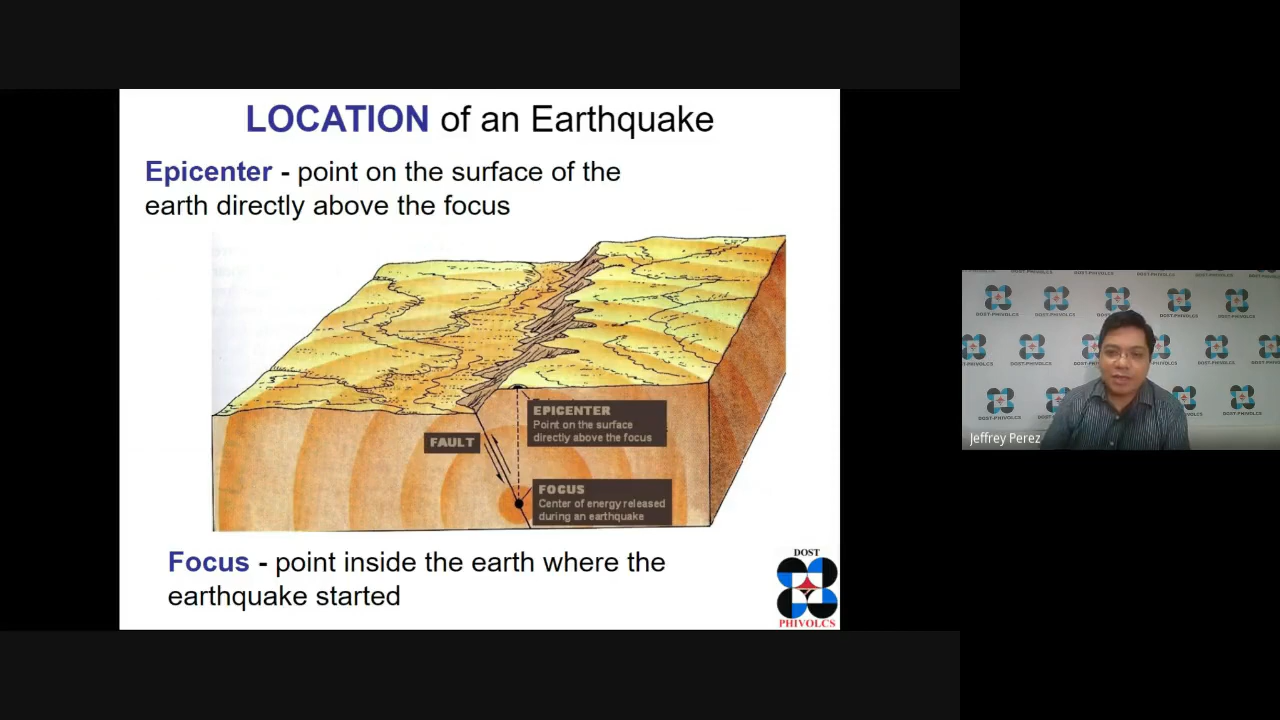 LOCATION of an Earthquake
Epicenter - point on the surface of the
earth directly above the focus
EPICENTER
Point on the surface
directly above the focus
FAULT
FOCUS
Center of energy released
during an earthquake
Focus - point inside the earth where the
earthquake started
DOST
PHIVOLCS
DOST-PHIVOLCS
Jeffrey Perez